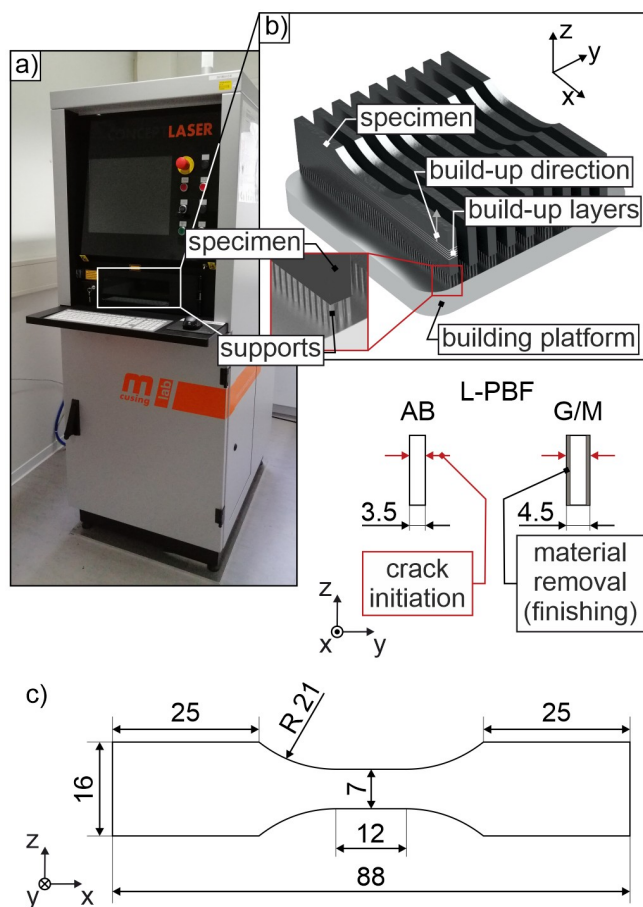 a)
CONCEPT LASER
m
cusing
lab
b)
z
y
x
specimen
build-up direction
build-up layers
specimen
supports
building platform
L-PBF
AB
G/M
3.5
4.5
crack
initiation
material
removal
(finishing)
z
x
y
c)
25
R 21
25
16
7
12
88
z
y
x